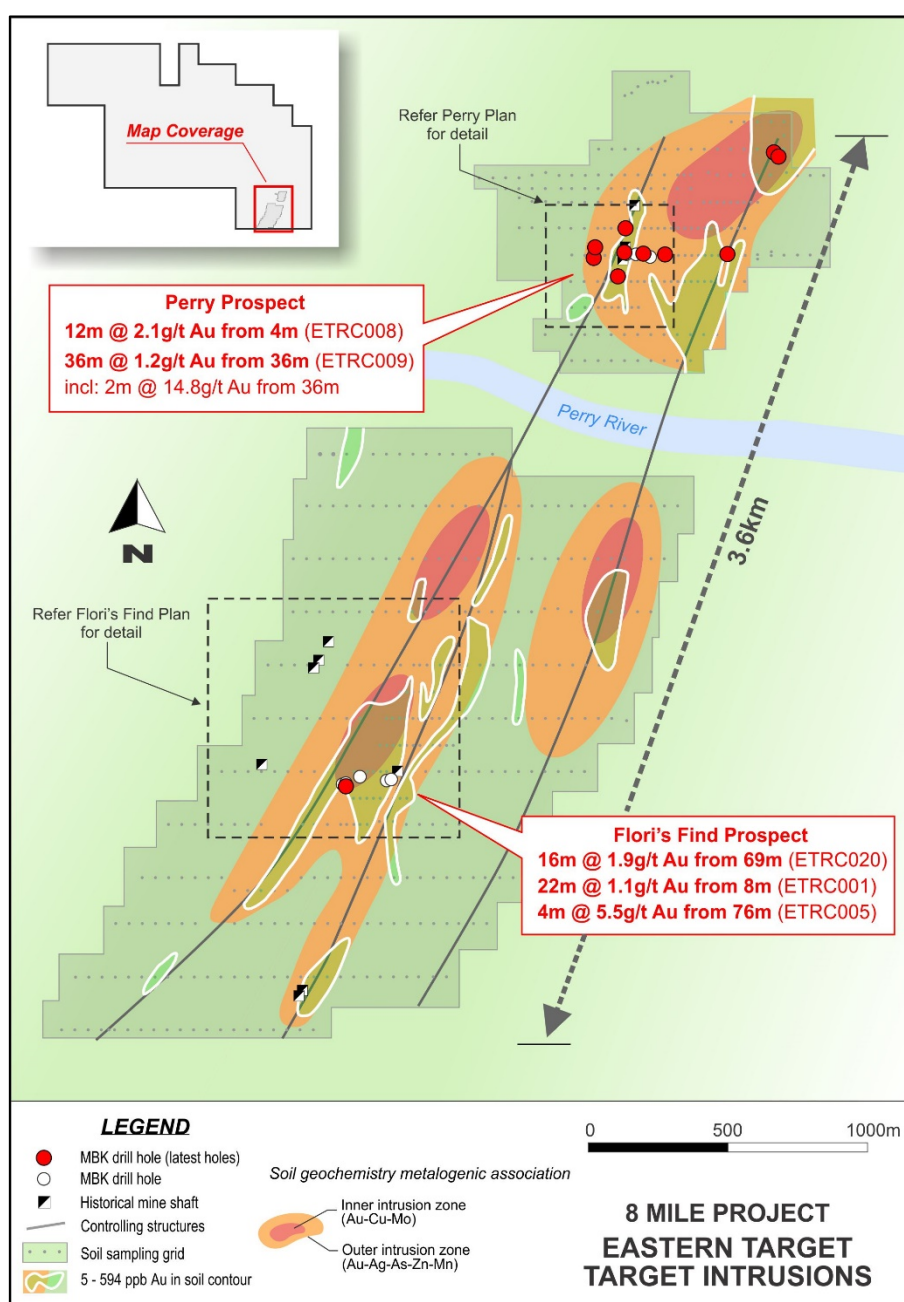 Map Coverage
Refer Perry Plan
for detail
Perry Prospect
12m @ 2.1g/t Au from 4m (ETRC008)
36m @ 1.2g/t Au from 36m (ETRC009)
incl: 2m @ 14.8g/t Au from 36m
Perry River
3.6km
N
Refer Flori's Find Plan
for detail
Flori's Find Prospect
16m @ 1.9g/t Au from 69m (ETRC020)
22m @ 1.1g/t Au from 8m (ETRC001)
4m @ 5.5g/t Au from 76m (ETRC005)
LEGEND
MBK drill hole (latest holes)
MBK drill hole
Historical mine shaft
Controlling structures
Soil sampling grid
5 - 594 ppb Au in soil contour
Soil geochemistry metalogenic association
Inner intrusion zone
(Au-Cu-Mo)
Outer intrusion zone
(Au-Ag-As-Zn-Mn)
0 500 1000m
8 MILE PROJECT
EASTERN TARGET
TARGET INTRUSIONS